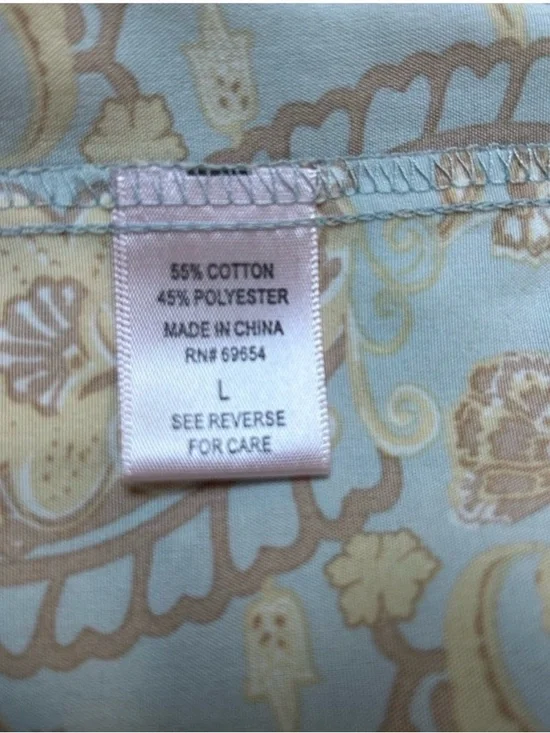 55% COTTON
45% POLYESTER
MADE IN CHINA
RN# 69654
L
SEE REVERSE
FOR CARE